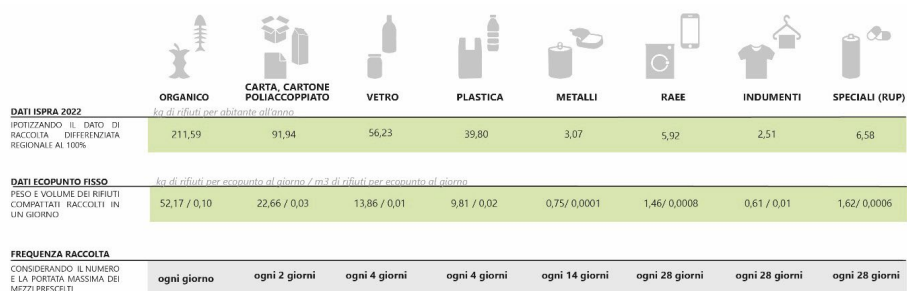 ORGANICO
CARTA, CARTONE
POLIACCOPPIATO
VETRO
PLASTICA
METALLI
RAEE
INDUMENTI
SPECIALI (RUP)
DATI ISPRA 2022
kg di rifiuti per abitante all'anno
IPOTIZZANDO IL DATO DI
RACCOLTA DIFFERENZIATA
REGIONALE AL 100%
211,59 91,94 56,23 39,80 3,07 5,92 2,51 6,58
DATI ECOPUNTO FISSO
kg di rifiuti per ecopunto al giorno / m3 di rifiuti per ecopunto al giorno
PESO E VOLUME DEI RIFIUTI
COMPATTATI RACCOLTI IN
UN GIORNO
52,17 / 0,10 22,66 / 0,03 13,86 / 0,01 9,81 / 0,02 0,75/ 0,0001 1,46/ 0,0008 0,61 / 0,01 1,62/ 0,0006
FREQUENZA RACCOLTA
CONSIDERANDO IL NUMERO
E LA PORTATA MASSIMA DEI
MEZZI PRESCELTI
ogni giorno ogni 2 giorni ogni 4 giorni ogni 4 giorni ogni 14 giorni ogni 28 giorni ogni 28 giorni ogni 28 giorni